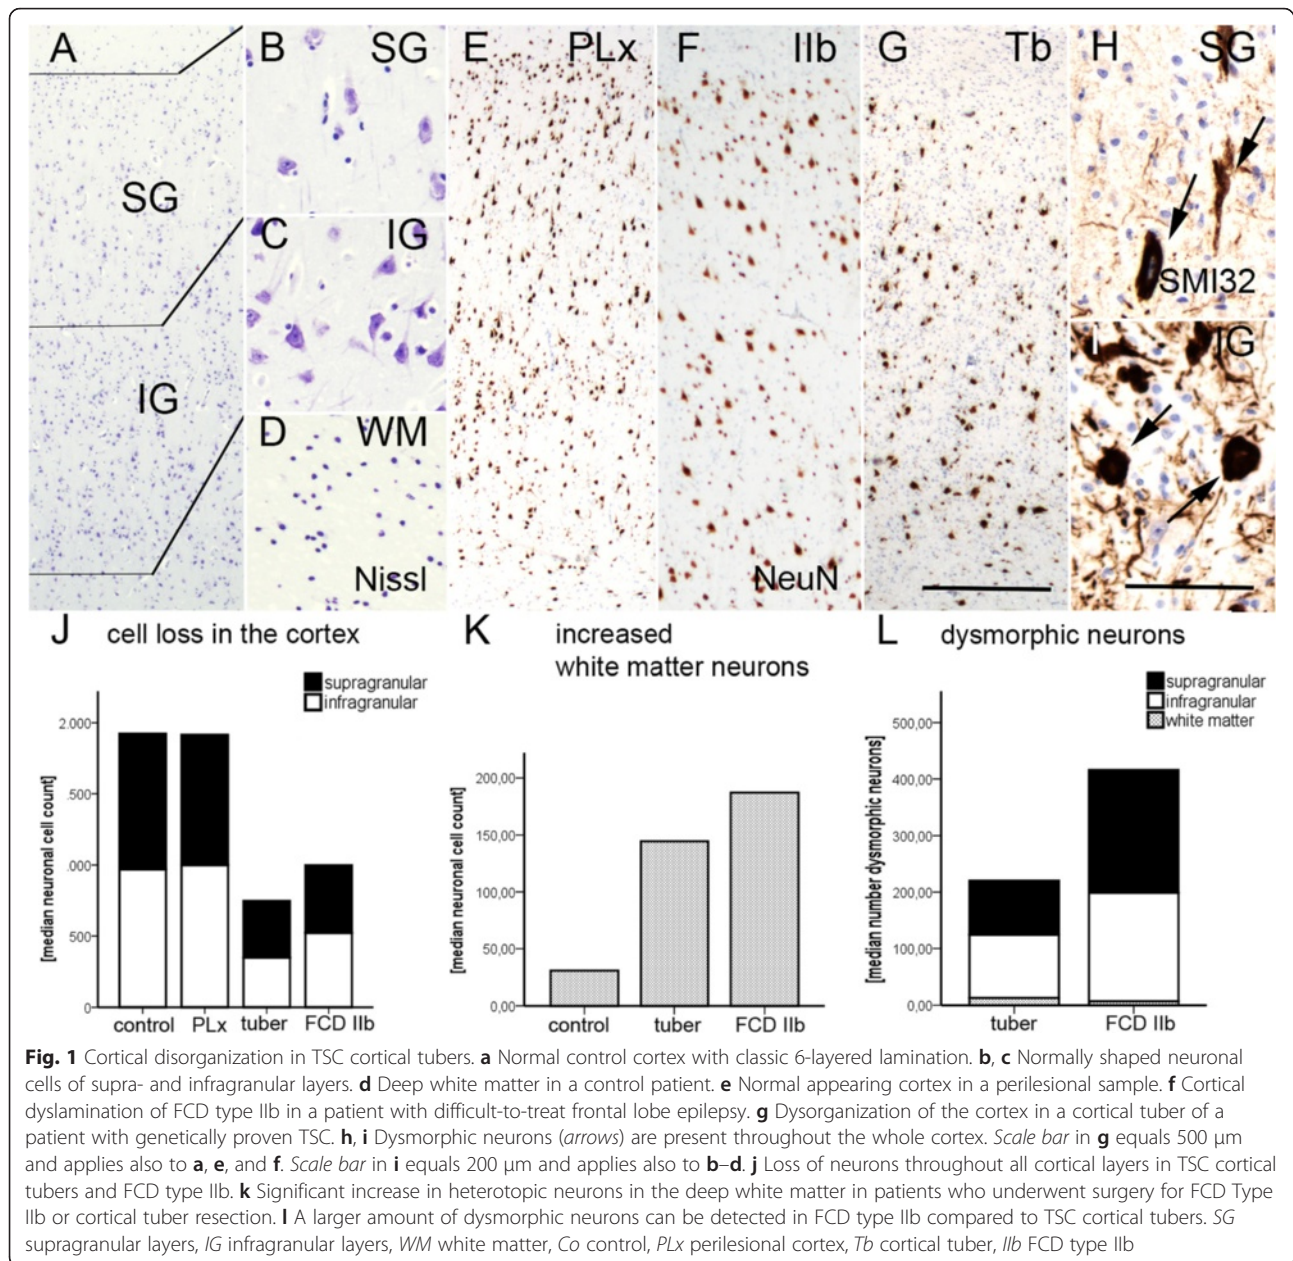 A
B SG
E PLx
F IIb
G Tb
H SG
SG
C IG
SMI32
I IG
IG
D WM
Nissl
NeuN
J cell loss in the cortex
supragranular
infragranular
[median neuronal cell count]
2.000
.500
.000
500
0
control PLx tuber FCD IIb
K increased
white matter neurons
[median neuronal cell count]
200,00
150,00
100,00
50,00
0,00
control tuber FCD IIb
L dysmorphic neurons
supragranular
infragranular
white matter
[median number dysmorphic neurons]
500,00
400,00
300,00
200,00
100,00
0,00
tuber FCD IIb
Fig. 1 Cortical disorganization in TSC cortical tubers. a Normal control cortex with classic 6-layered lamination. b, c Normally shaped neuronal
cells of supra- and infragranular layers. d Deep white matter in a control patient. e Normal appearing cortex in a perilesional sample. f Cortical
dyslamination of FCD type IIb in a patient with difficult-to-treat frontal lobe epilepsy. g Dysorganization of the cortex in a cortical tuber of a
patient with genetically proven TSC. h, i Dysmorphic neurons (arrows) are present throughout the whole cortex. Scale bar in g equals 500 μm
and applies also to a, e, and f. Scale bar in i equals 200 μm and applies also to b–d. j Loss of neurons throughout all cortical layers in TSC cortical
tubers and FCD type IIb. k Significant increase in heterotopic neurons in the deep white matter in patients who underwent surgery for FCD Type
IIb or cortical tuber resection. l A larger amount of dysmorphic neurons can be detected in FCD type IIb compared to TSC cortical tubers. SG
supragranular layers, IG infragranular layers, WM white matter, Co control, PLx perilesional cortex, Tb cortical tuber, IIb FCD type IIb